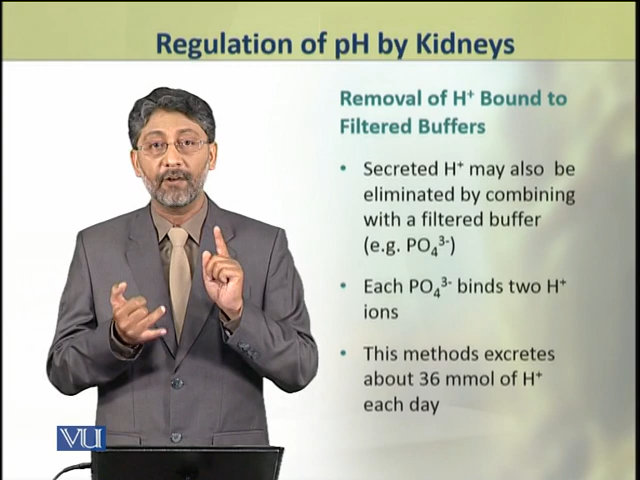 Regulation of pH by Kidneys
Removal of H⁺ Bound to
Filtered Buffers
• Secreted H⁺ may also be
eliminated by combining
with a filtered buffer
(e.g. PO₄³⁻)
• Each PO₄³⁻ binds two H⁺
ions
• This methods excretes
about 36 mmol of H⁺
each day
VU